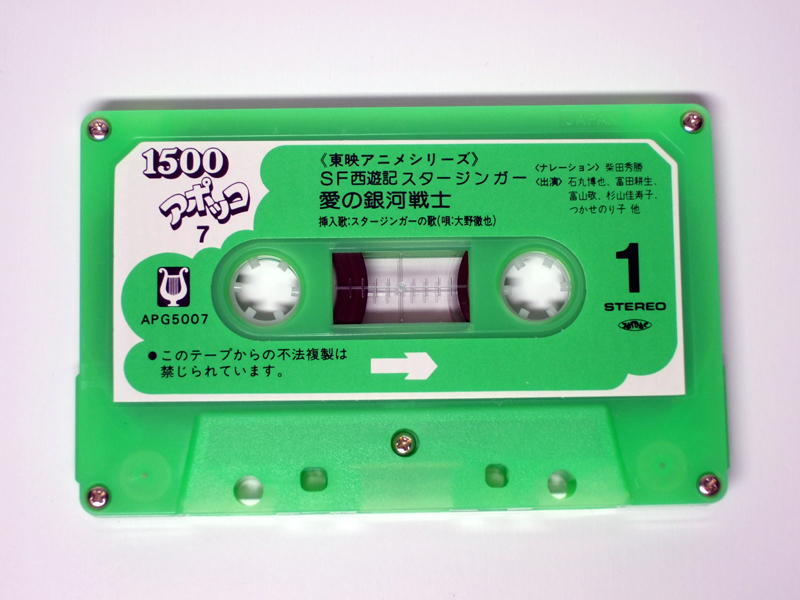 1500
アポッコ
7
APG5007
《東映アニメシリーズ》
SF西遊記スタージンガー
愛の銀河戦士
挿入歌:スタージンガーの歌(唄:大野徹也)
〈ナレーション〉柴田秀勝
〈出演〉石丸博也、富田耕生、
富山敬、杉山佳寿子、
つかせのり子 他
1
STEREO
●このテープからの不法複製は
禁じられています。